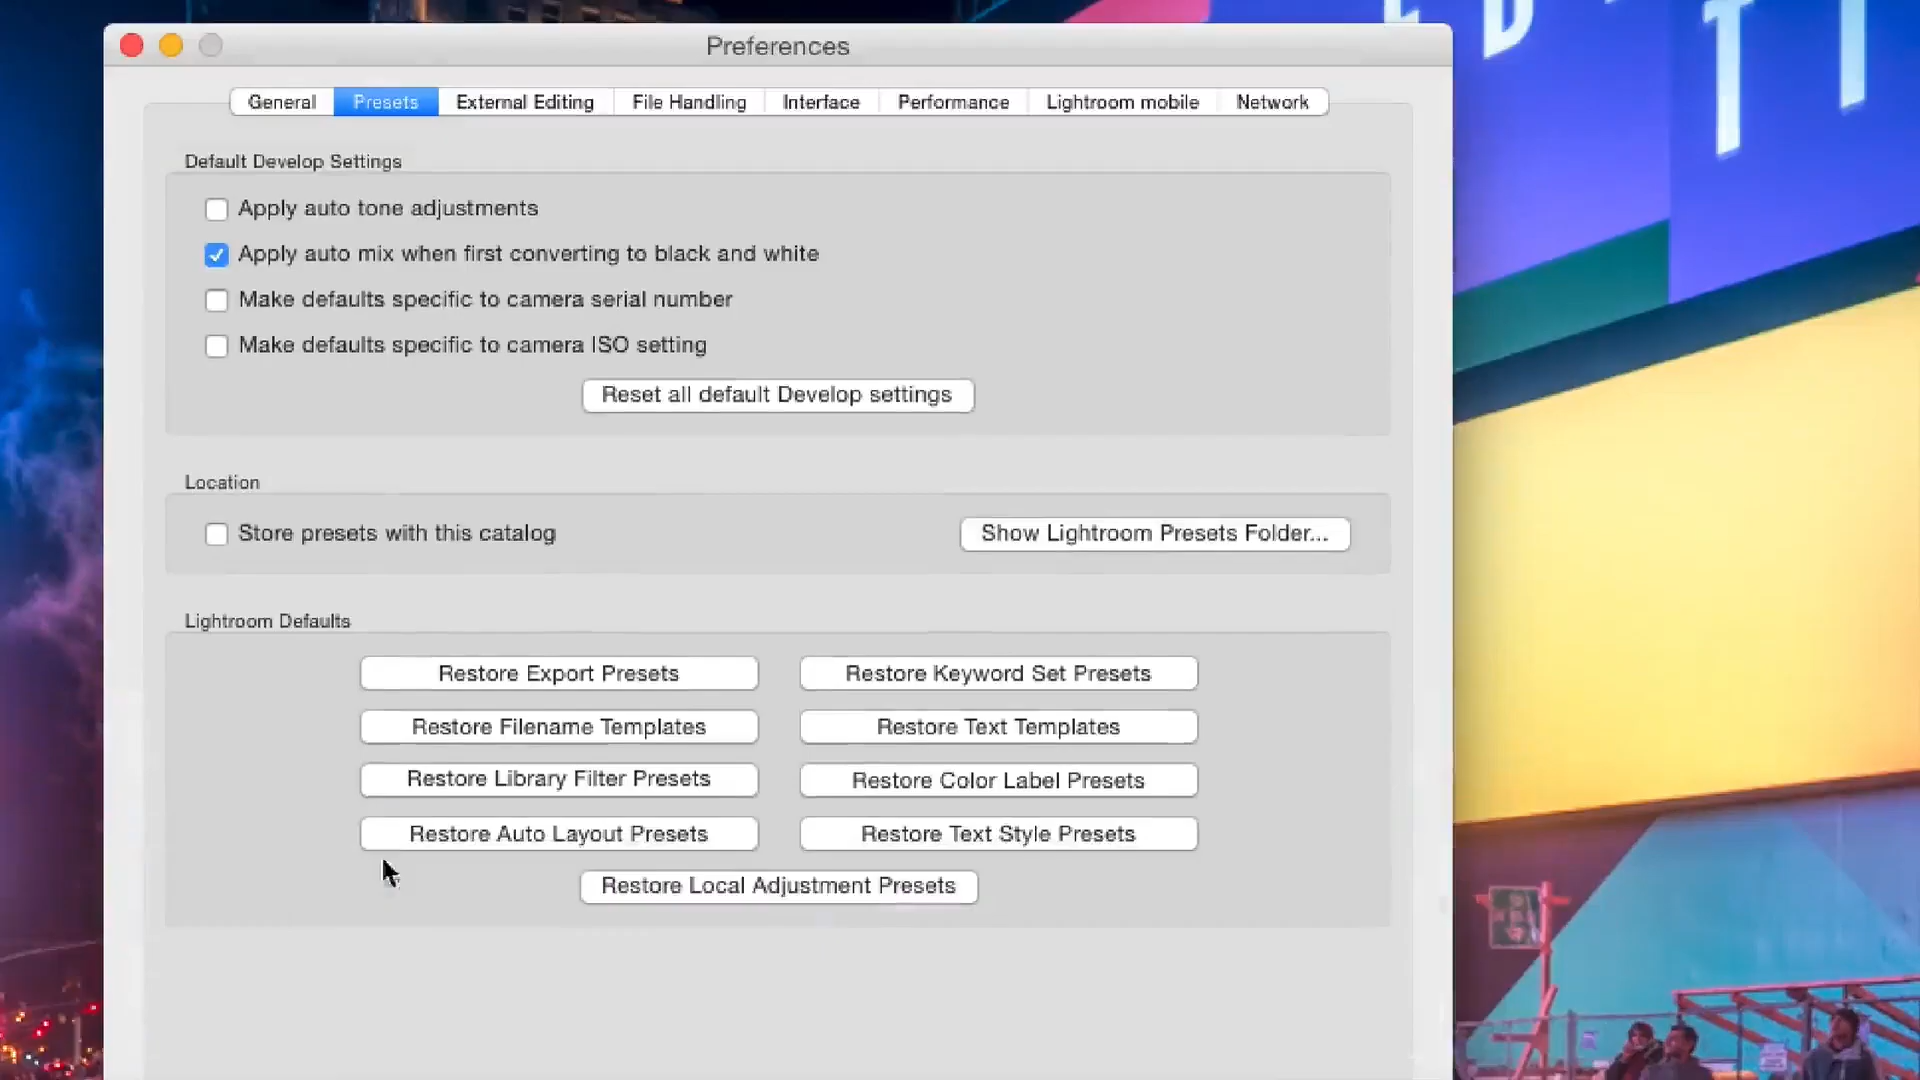 Preferences
General
Presets
External Editing
File Handling
Interface
Performance
Lightroom mobile
Network
Default Develop Settings
Apply auto tone adjustments
Apply auto mix when first converting to black and white
Make defaults specific to camera serial number
Make defaults specific to camera ISO setting
Reset all default Develop settings
Location
Store presets with this catalog
Show Lightroom Presets Folder...
Lightroom Defaults
Restore Export Presets
Restore Keyword Set Presets
Restore Filename Templates
Restore Text Templates
Restore Library Filter Presets
Restore Color Label Presets
Restore Auto Layout Presets
Restore Text Style Presets
Restore Local Adjustment Presets